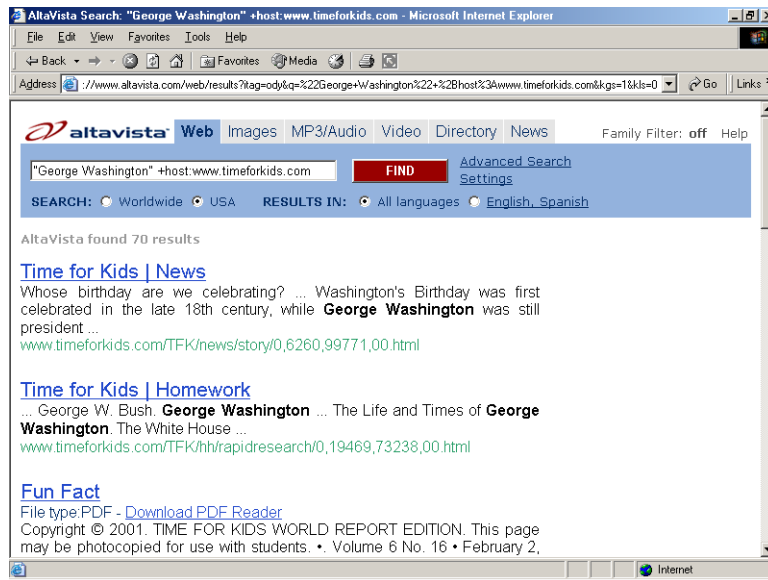 AltaVista Search: "George Washington" +host:www.timeforkids.com - Microsoft Internet Explorer
File Edit View Favorites Tools Help
Back Favorites Media
Address ://www.altavista.com/web/results?itag=ody&q=%22George+Washington%22+%2Bhost%3Awww.timeforkids.com&kgs=1&kls=0 Go Links
altavista Web Images MP3/Audio Video Directory News Family Filter: off Help
"George Washington" +host:www.timeforkids.com FIND Advanced Search
Settings
SEARCH: Worldwide USA RESULTS IN: All languages English, Spanish
AltaVista found 70 results
Time for Kids | News
Whose birthday are we celebrating? ... Washington's Birthday was first
celebrated in the late 18th century, while George Washington was still
president ...
www.timeforkids.com/TFK/news/story/0,6260,99771,00.html
Time for Kids | Homework
... George W. Bush. George Washington ... The Life and Times of George
Washington. The White House ...
www.timeforkids.com/TFK/hh/rapidresearch/0,19469,73238,00.html
Fun Fact
File type:PDF - Download PDF Reader
Copyright © 2001. TIME FOR KIDS WORLD REPORT EDITION. This page
may be photocopied for use with students. •. Volume 6 No. 16 • February 2,
Internet